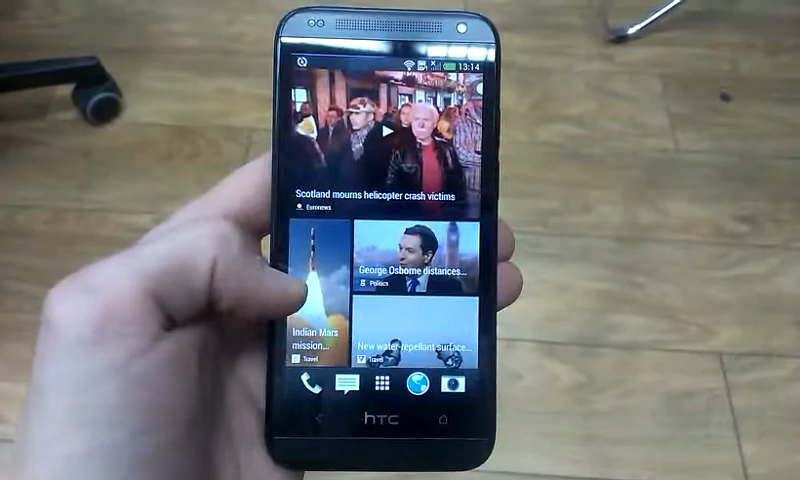 13:14
Scotland mourns helicopter crash victims
Euronews
George Osborne distances...
Politics
Indian Mars
mission...
Travel
New water-repellant surface...
Travel
hTC